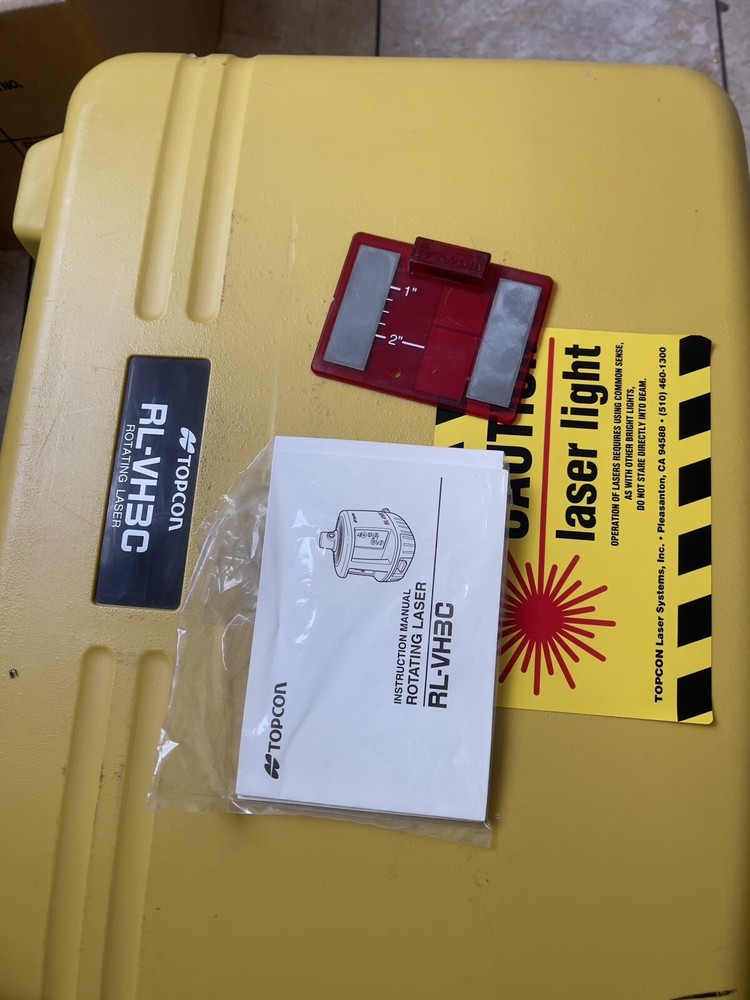 NO.
TOPCON
RL-VH3C
ROTATING LASER
1"
2"
CAUTION
laser light
OPERATION OF LASERS REQUIRES USING COMMON SENSE,
AS WITH OTHER BRIGHT LIGHTS,
DO NOT STARE DIRECTLY INTO BEAM.
TOPCON Laser Systems, Inc. • Pleasanton, CA 94588 • (510) 460-1300
INSTRUCTION MANUAL
ROTATING LASER
RL-VH3C
TOPCON